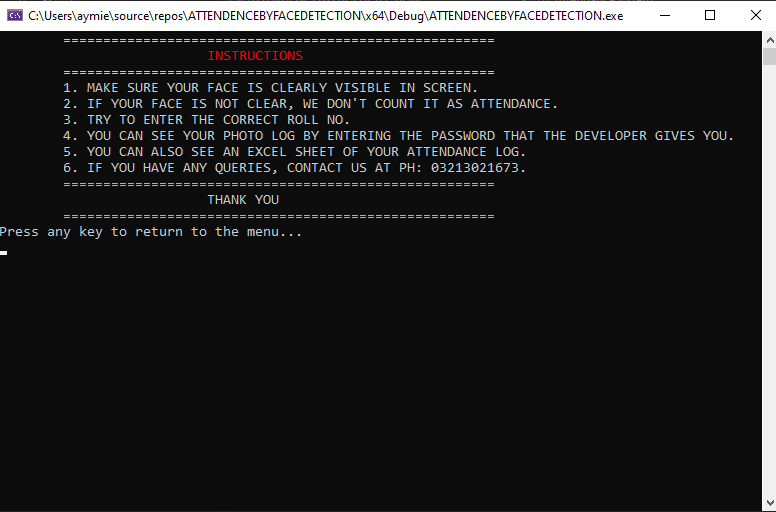 C:\Users\aymie\source\repos\ATTENDENCEBYFACEDETECTION\x64\Debug\ATTENDENCEBYFACEDETECTION.exe
======================================================
INSTRUCTIONS
======================================================
1. MAKE SURE YOUR FACE IS CLEARLY VISIBLE IN SCREEN.
2. IF YOUR FACE IS NOT CLEAR, WE DON'T COUNT IT AS ATTENDANCE.
3. TRY TO ENTER THE CORRECT ROLL NO.
4. YOU CAN SEE YOUR PHOTO LOG BY ENTERING THE PASSWORD THAT THE DEVELOPER GIVES YOU.
5. YOU CAN ALSO SEE AN EXCEL SHEET OF YOUR ATTENDANCE LOG.
6. IF YOU HAVE ANY QUERIES, CONTACT US AT PH: 03213021673.
======================================================
THANK YOU
======================================================
Press any key to return to the menu...